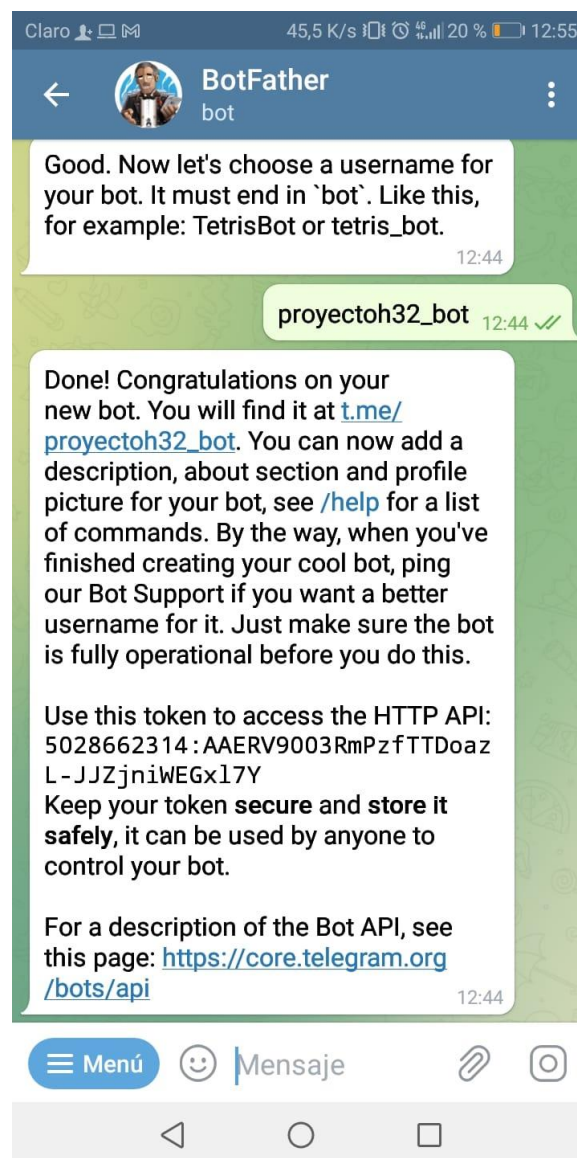 Claro 45,5 K/s 4G 20 % 12:55
BotFather
bot
Good. Now let's choose a username for
your bot. It must end in `bot`. Like this,
for example: TetrisBot or tetris_bot.
12:44
proyectoh32_bot 12:44
Done! Congratulations on your
new bot. You will find it at t.me/
proyectoh32_bot. You can now add a
description, about section and profile
picture for your bot, see /help for a list
of commands. By the way, when you've
finished creating your cool bot, ping
our Bot Support if you want a better
username for it. Just make sure the bot
is fully operational before you do this.
Use this token to access the HTTP API:
5028662314:AAERV9003RmPzfTTDoaz
L-JJZjniWEGxl7Y
Keep your token secure and store it
safely, it can be used by anyone to
control your bot.
For a description of the Bot API, see
this page: https://core.telegram.org
/bots/api
12:44
Menú Mensaje